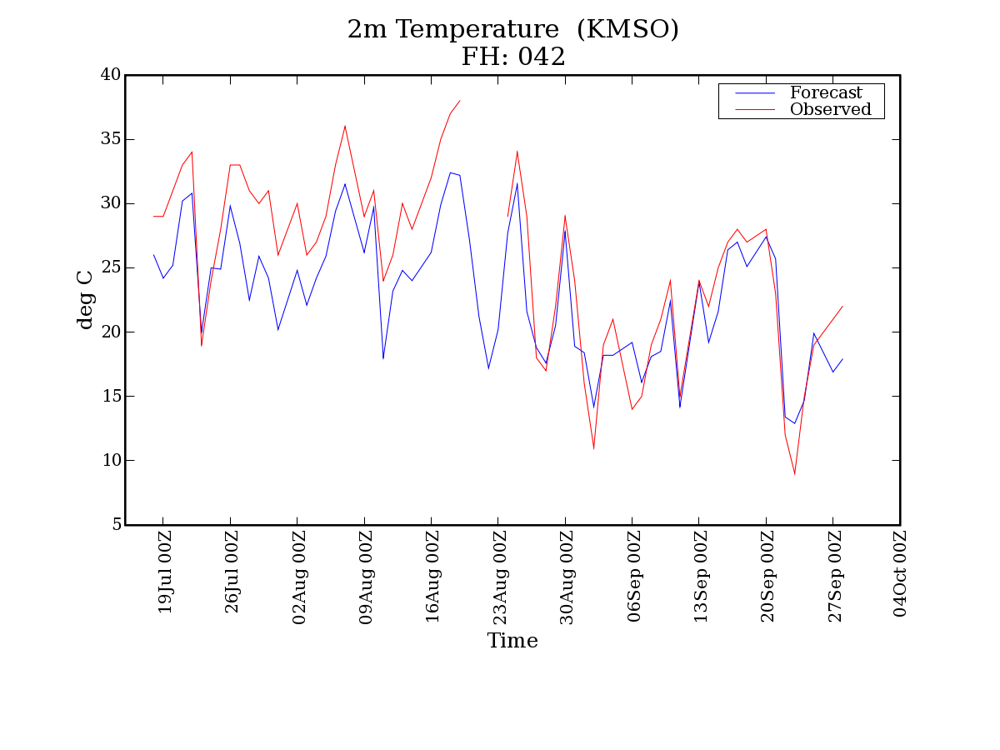 2m Temperature  (KMSO)
FH: 042
Forecast
Observed
40
35
30
25
20
15
10
5
deg C
19Jul 00Z
26Jul 00Z
02Aug 00Z
09Aug 00Z
16Aug 00Z
23Aug 00Z
30Aug 00Z
06Sep 00Z
13Sep 00Z
20Sep 00Z
27Sep 00Z
04Oct 00Z
Time